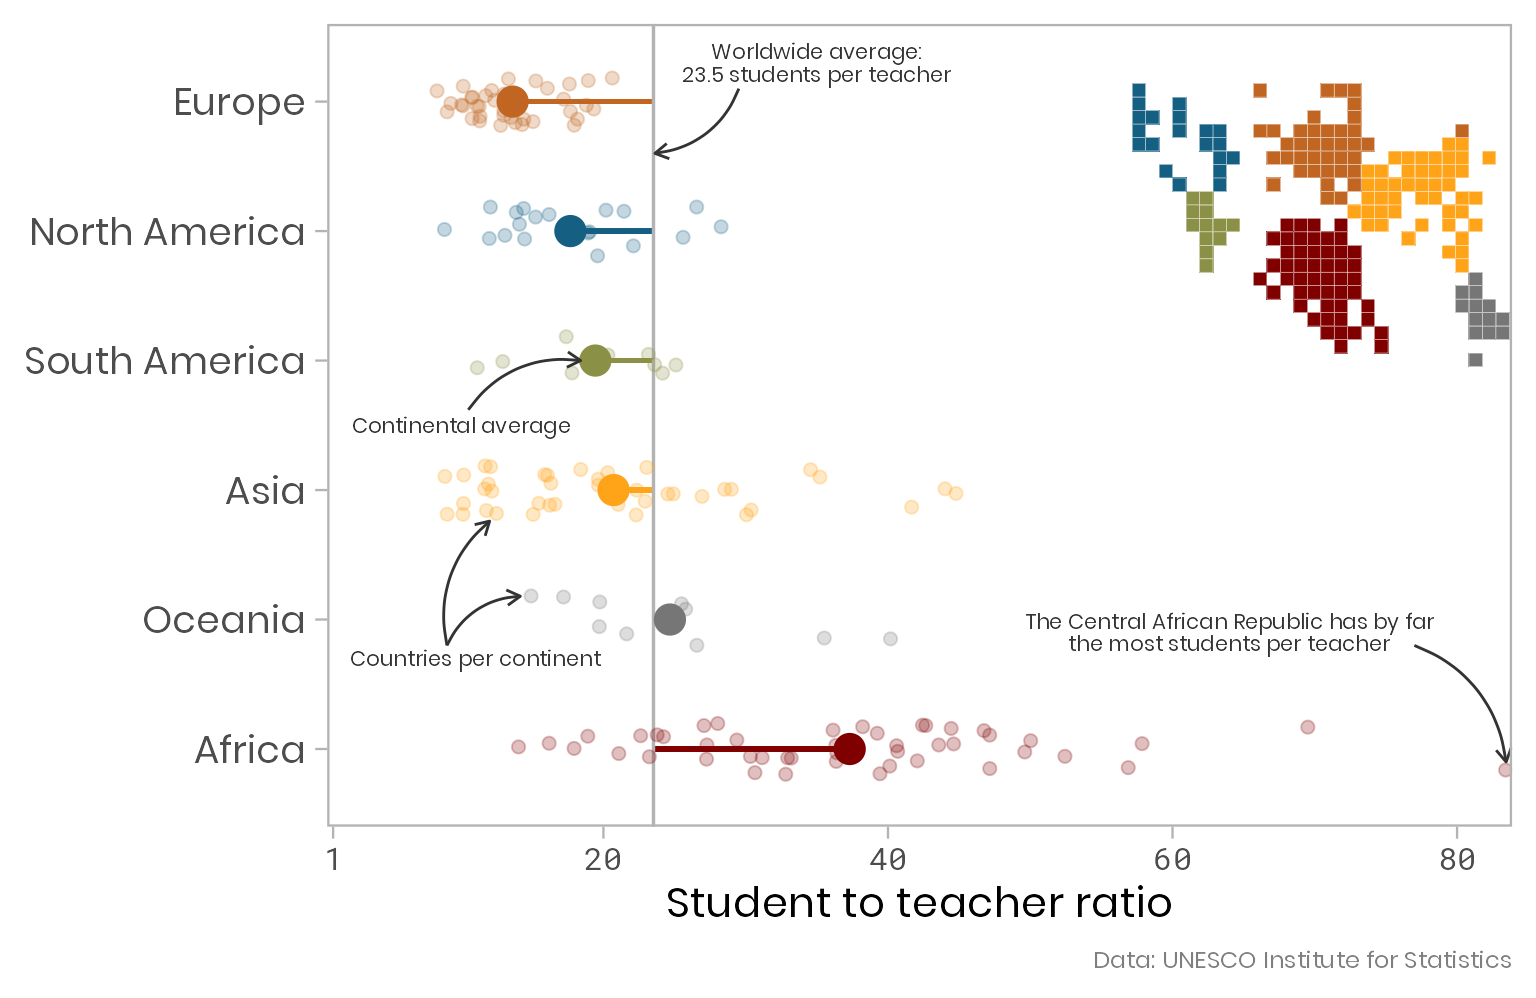 Worldwide average:
23.5 students per teacher
Europe
North America
South America
Continental average
Asia
Oceania
Countries per continent
The Central African Republic has by far
the most students per teacher
Africa
1 20 40 60 80
Student to teacher ratio
Data: UNESCO Institute for Statistics